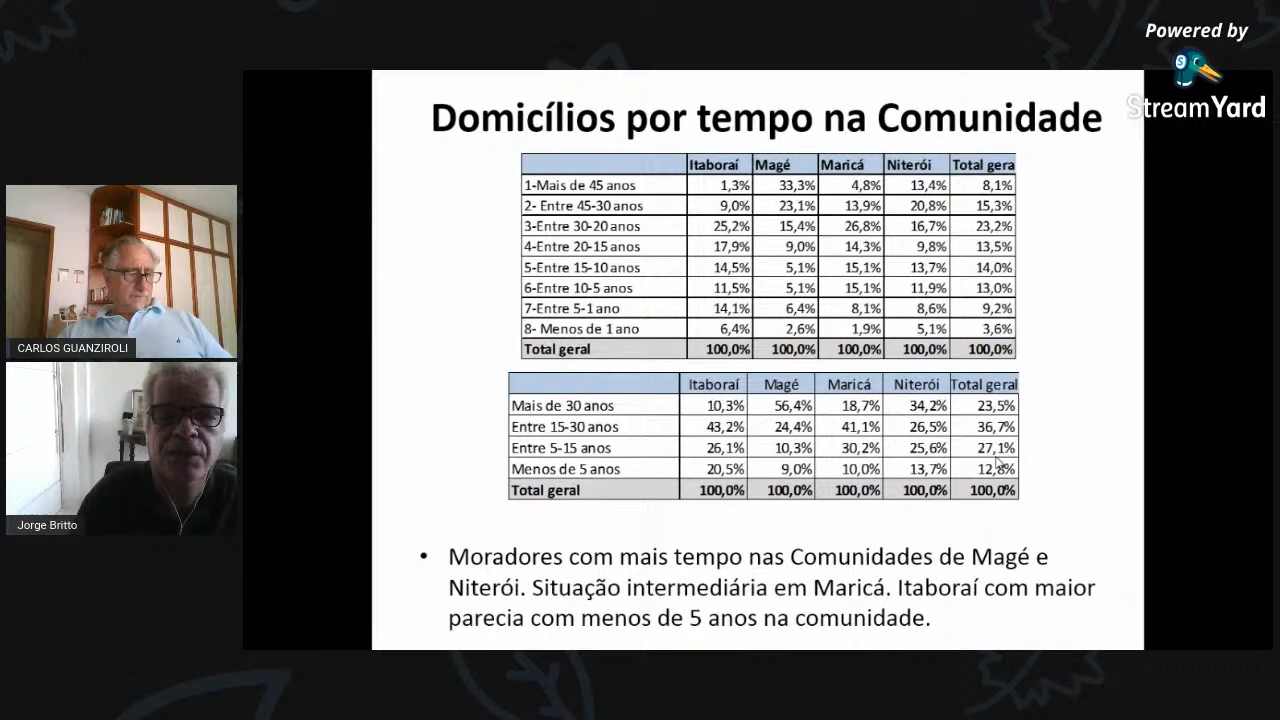 Powered by
StreamYard
Domicílios por tempo na Comunidade
Itaboraí Magé Maricá Niterói Total gera
1-Mais de 45 anos 1,3% 33,3% 4,8% 13,4% 8,1%
2- Entre 45-30 anos 9,0% 23,1% 13,9% 20,8% 15,3%
3-Entre 30-20 anos 25,2% 15,4% 26,8% 16,7% 23,2%
4-Entre 20-15 anos 17,9% 9,0% 14,3% 9,8% 13,5%
5-Entre 15-10 anos 14,5% 5,1% 15,1% 13,7% 14,0%
6-Entre 10-5 anos 11,5% 5,1% 15,1% 11,9% 13,0%
7-Entre 5-1 ano 14,1% 6,4% 8,1% 8,6% 9,2%
8- Menos de 1 ano 6,4% 2,6% 1,9% 5,1% 3,6%
Total geral 100,0% 100,0% 100,0% 100,0% 100,0%
Itaboraí Magé Maricá Niterói Total geral
Mais de 30 anos 10,3% 56,4% 18,7% 34,2% 23,5%
Entre 15-30 anos 43,2% 24,4% 41,1% 26,5% 36,7%
Entre 5-15 anos 26,1% 10,3% 30,2% 25,6% 27,1%
Menos de 5 anos 20,5% 9,0% 10,0% 13,7% 12,8%
Total geral 100,0% 100,0% 100,0% 100,0% 100,0%
• Moradores com mais tempo nas Comunidades de Magé e
Niterói. Situação intermediária em Maricá. Itaboraí com maior
parecia com menos de 5 anos na comunidade.
CARLOS GUANZIROLI
Jorge Britto